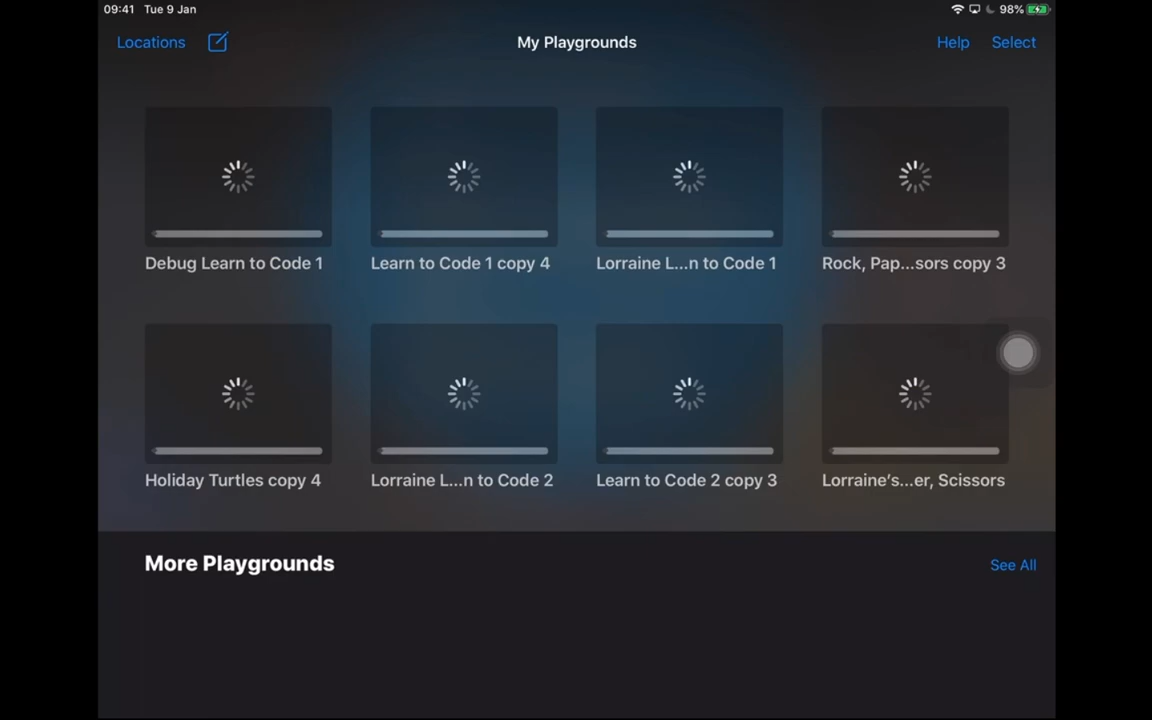 09:41 Tue 9 Jan 98%
Locations My Playgrounds Help Select
Debug Learn to Code 1
Learn to Code 1 copy 4
Lorraine L...n to Code 1
Rock, Pap...sors copy 3
Holiday Turtles copy 4
Lorraine L...n to Code 2
Learn to Code 2 copy 3
Lorraine’s...er, Scissors
More Playgrounds See All